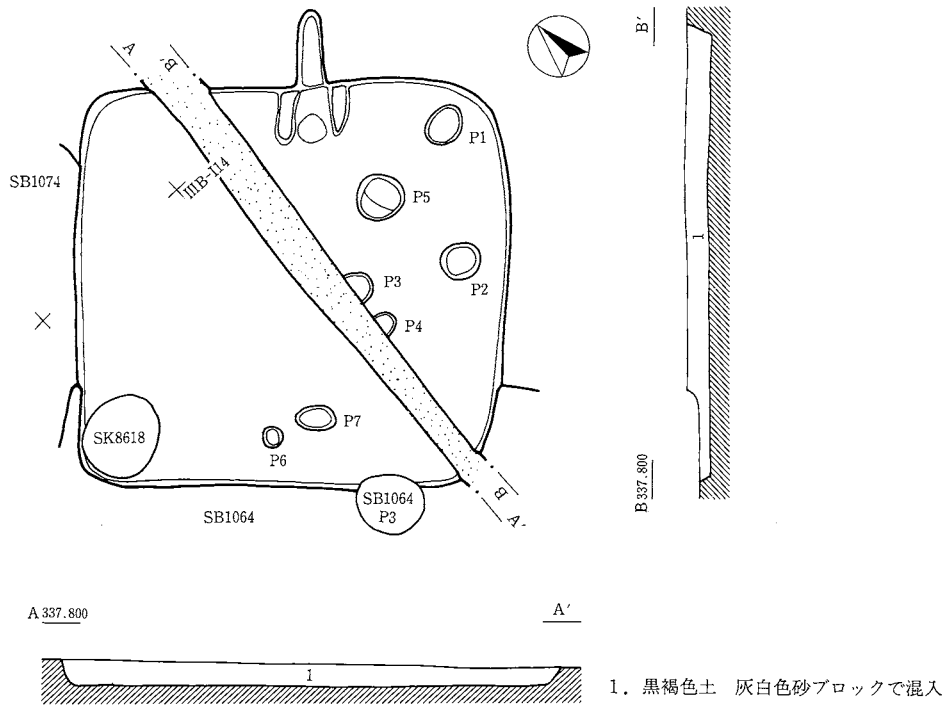 A
B
B'
IIIB-I14
P1
SB1074
P5
P3
P2
P4
SK8618
P7
P6
SB1064
P3
SB1064
B
A'
B 337.800
1
A 337.800
A'
1
1. 黒褐色土 灰白色砂ブロックで混入